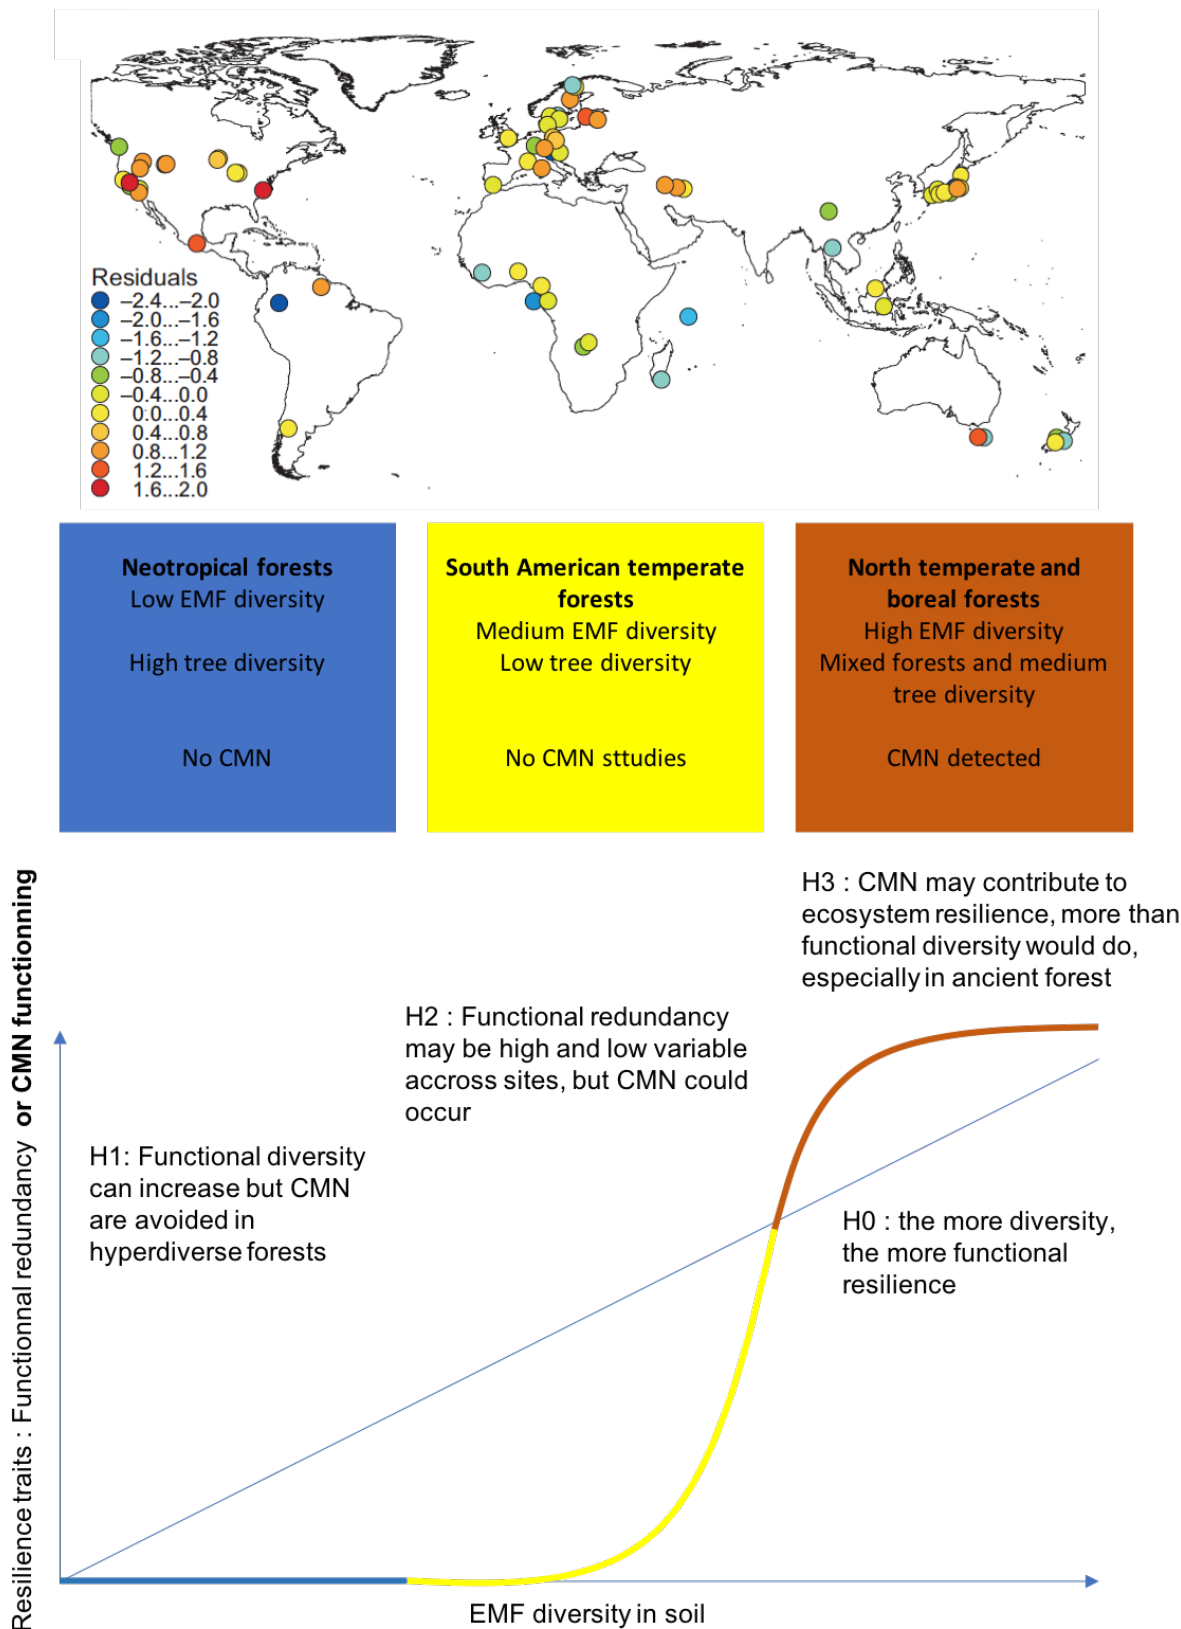 Residuals
–2.4...–2.0
–2.0...–1.6
–1.6...–1.2
–1.2...–0.8
–0.8...–0.4
–0.4...0.0
0.0...0.4
0.4...0.8
0.8...1.2
1.2...1.6
1.6...2.0
Neotropical forests
Low EMF diversity
High tree diversity
No CMN
South American temperate
forests
Medium EMF diversity
Low tree diversity
No CMN sttudies
North temperate and
boreal forests
High EMF diversity
Mixed forests and medium
tree diversity
CMN detected
Resilience traits : Functionnal redundancy or CMN functionning
H1: Functional diversity
can increase but CMN
are avoided in
hyperdiverse forests
H2 : Functional redundancy
may be high and low variable
accross sites, but CMN could
occur
H3 : CMN may contribute to
ecosystem resilience, more than
functional diversity would do,
especially in ancient forest
H0 : the more diversity,
the more functional
resilience
EMF diversity in soil